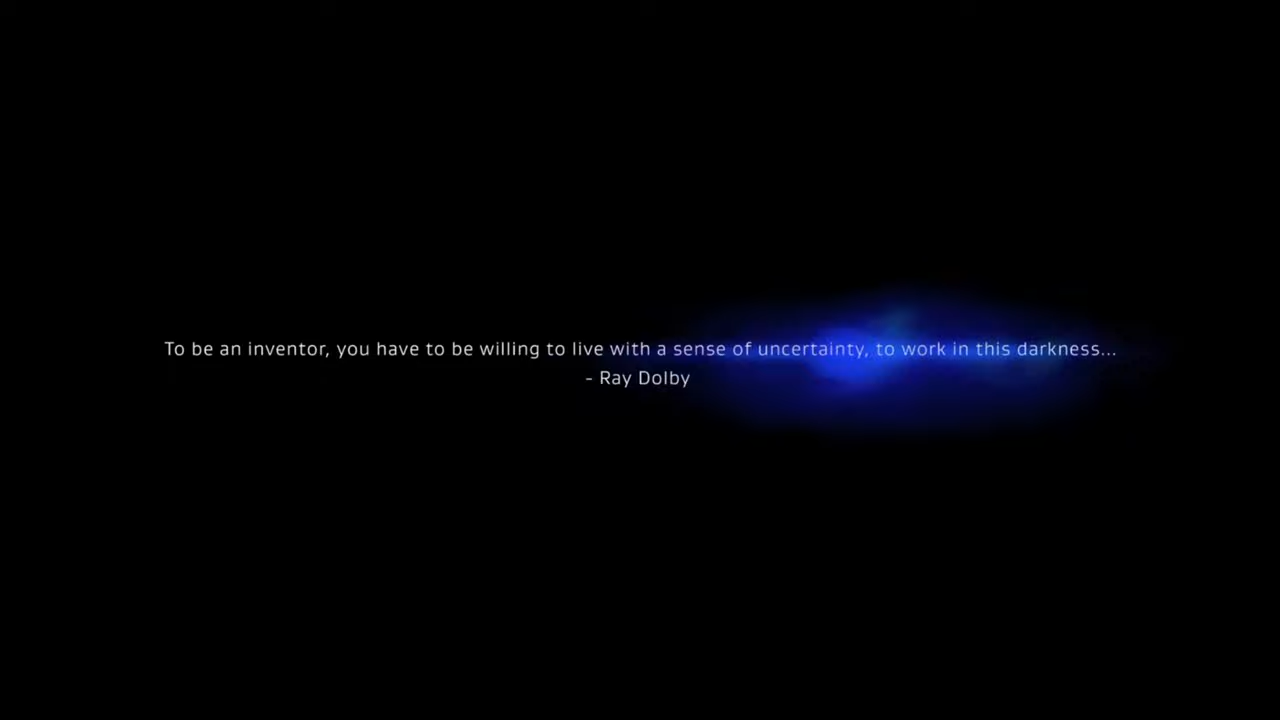 To be an inventor, you have to be willing to live with a sense of uncertainty, to work in this darkness...
- Ray Dolby